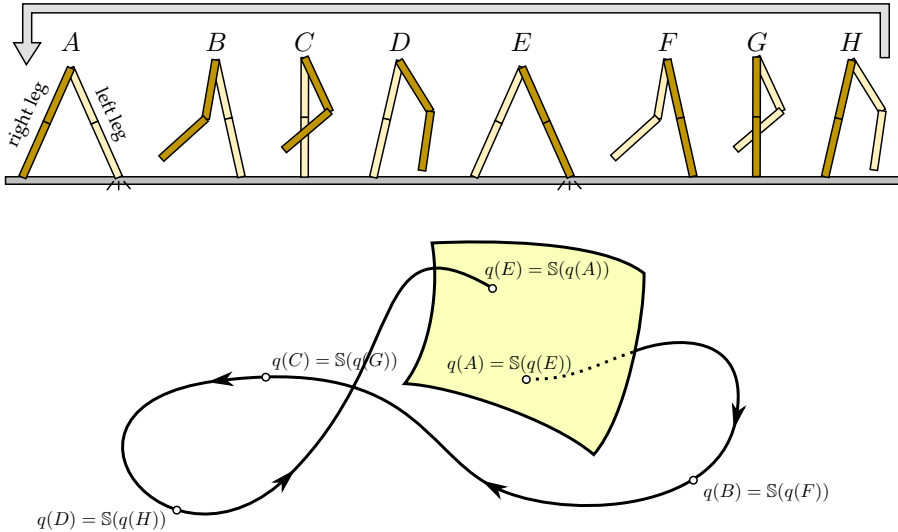 A B C D E F G H
right leg
left leg
q(E) = 𝕊(q(A))
q(C) = 𝕊(q(G))
q(A) = 𝕊(q(E))
q(B) = 𝕊(q(F))
q(D) = 𝕊(q(H))